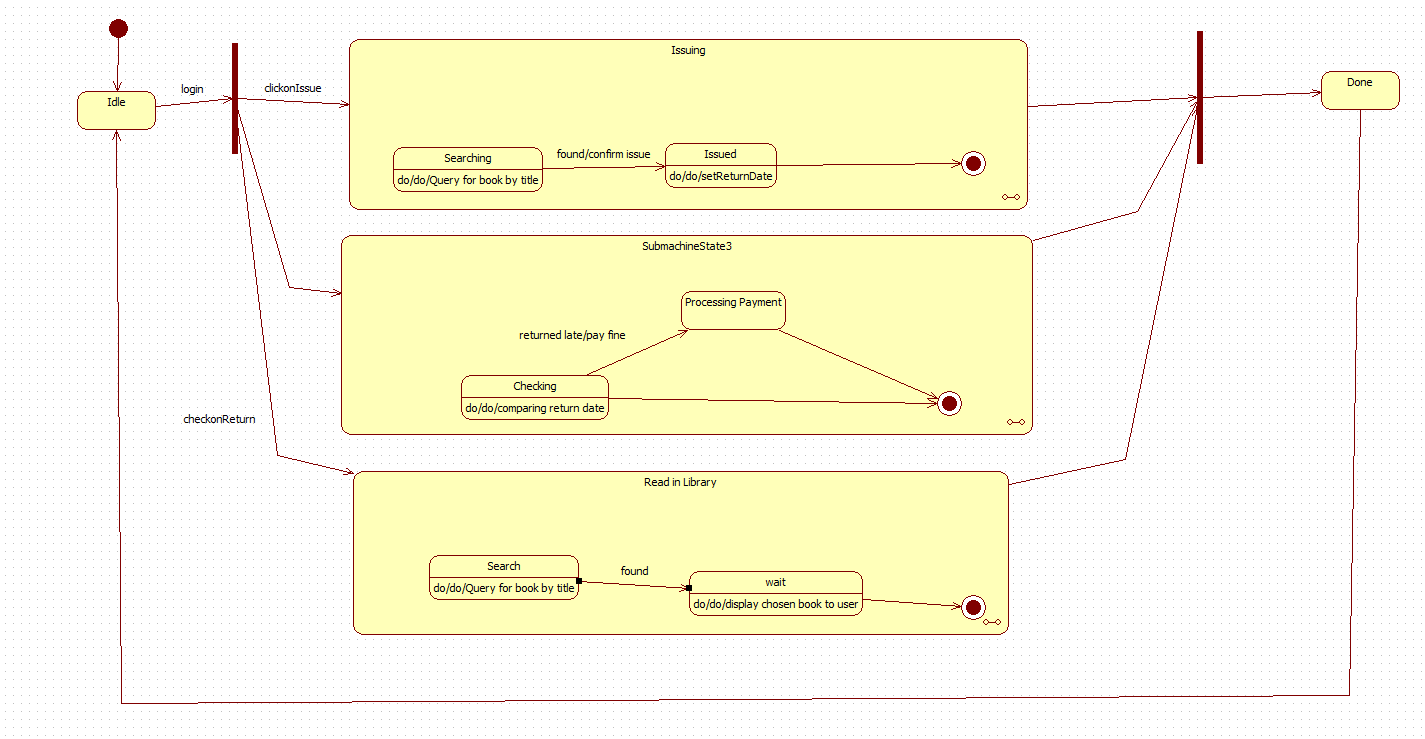 Issuing
Idle
login
clickonIssue
Done
Searching
do/do/Query for book by title
found/confirm issue
Issued
do/do/setReturnDate
SubmachineState3
Processing Payment
returned late/pay fine
Checking
do/do/comparing return date
checkonReturn
Read in Library
Search
do/do/Query for book by title
found
wait
do/do/display chosen book to user